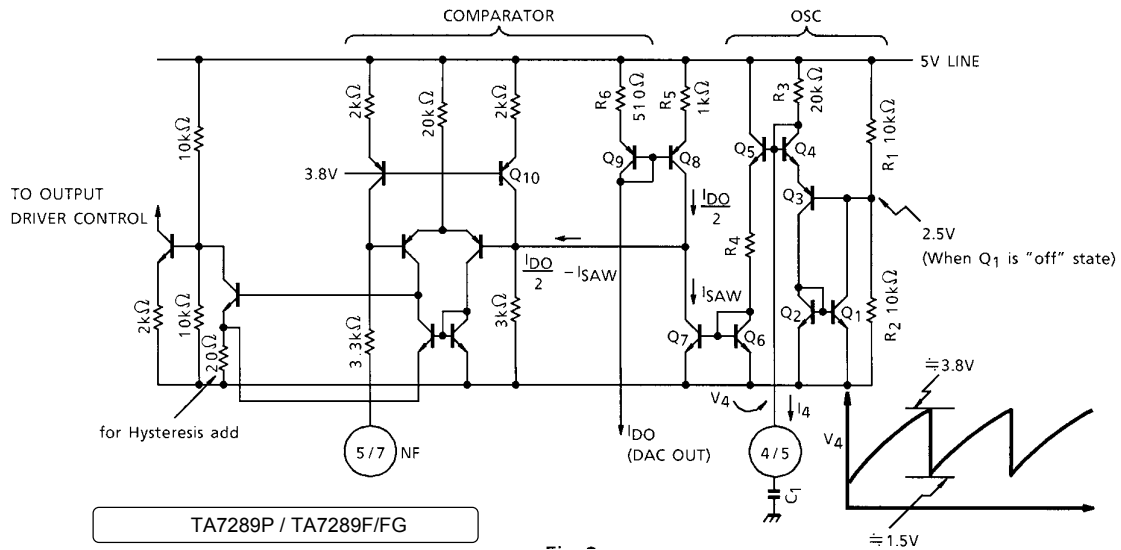 COMPARATOR
OSC
5V LINE
10kΩ
2kΩ
20kΩ
2kΩ
R6
510Ω
R5
1kΩ
R3
20kΩ
R1 10kΩ
Q9
Q8
Q5
Q4
3.8V
Q10
Q3
TO OUTPUT
DRIVER CONTROL
IDO/2
2.5V
(When Q1 is "off" state)
IDO/2 - ISAW
R4
ISAW
2kΩ
10kΩ
20Ω
3.3kΩ
3kΩ
Q7
Q6
Q2
Q1
R2 10kΩ
for Hysteresis add
V4
I4
≒3.8V
5/7
NF
IDO
(DAC OUT)
4/5
C1
V4
≒1.5V
TA7289P / TA7289F/FG